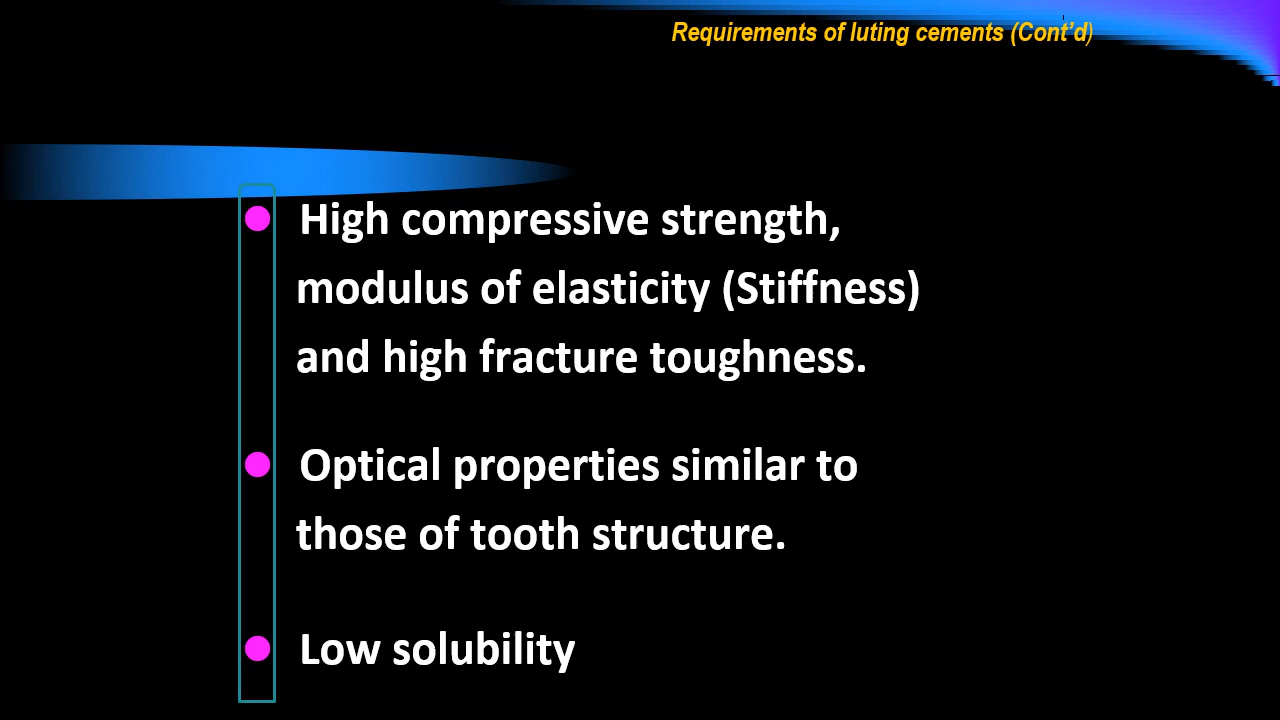 Requirements of luting cements (Cont’d)
High compressive strength,
modulus of elasticity (Stiffness)
and high fracture toughness.
Optical properties similar to
those of tooth structure.
Low solubility